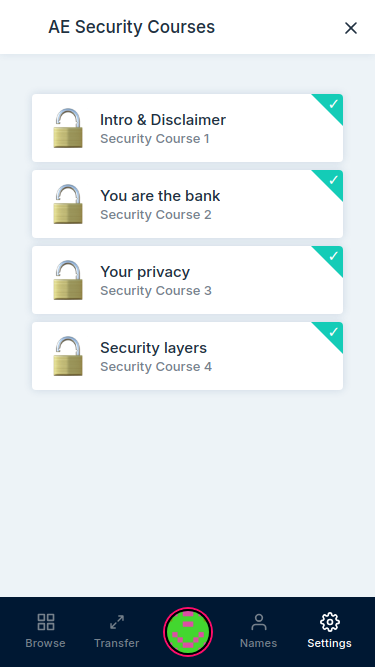 AE Security Courses
Intro & Disclaimer
Security Course 1
You are the bank
Security Course 2
Your privacy
Security Course 3
Security layers
Security Course 4
Browse
Transfer
Names
Settings